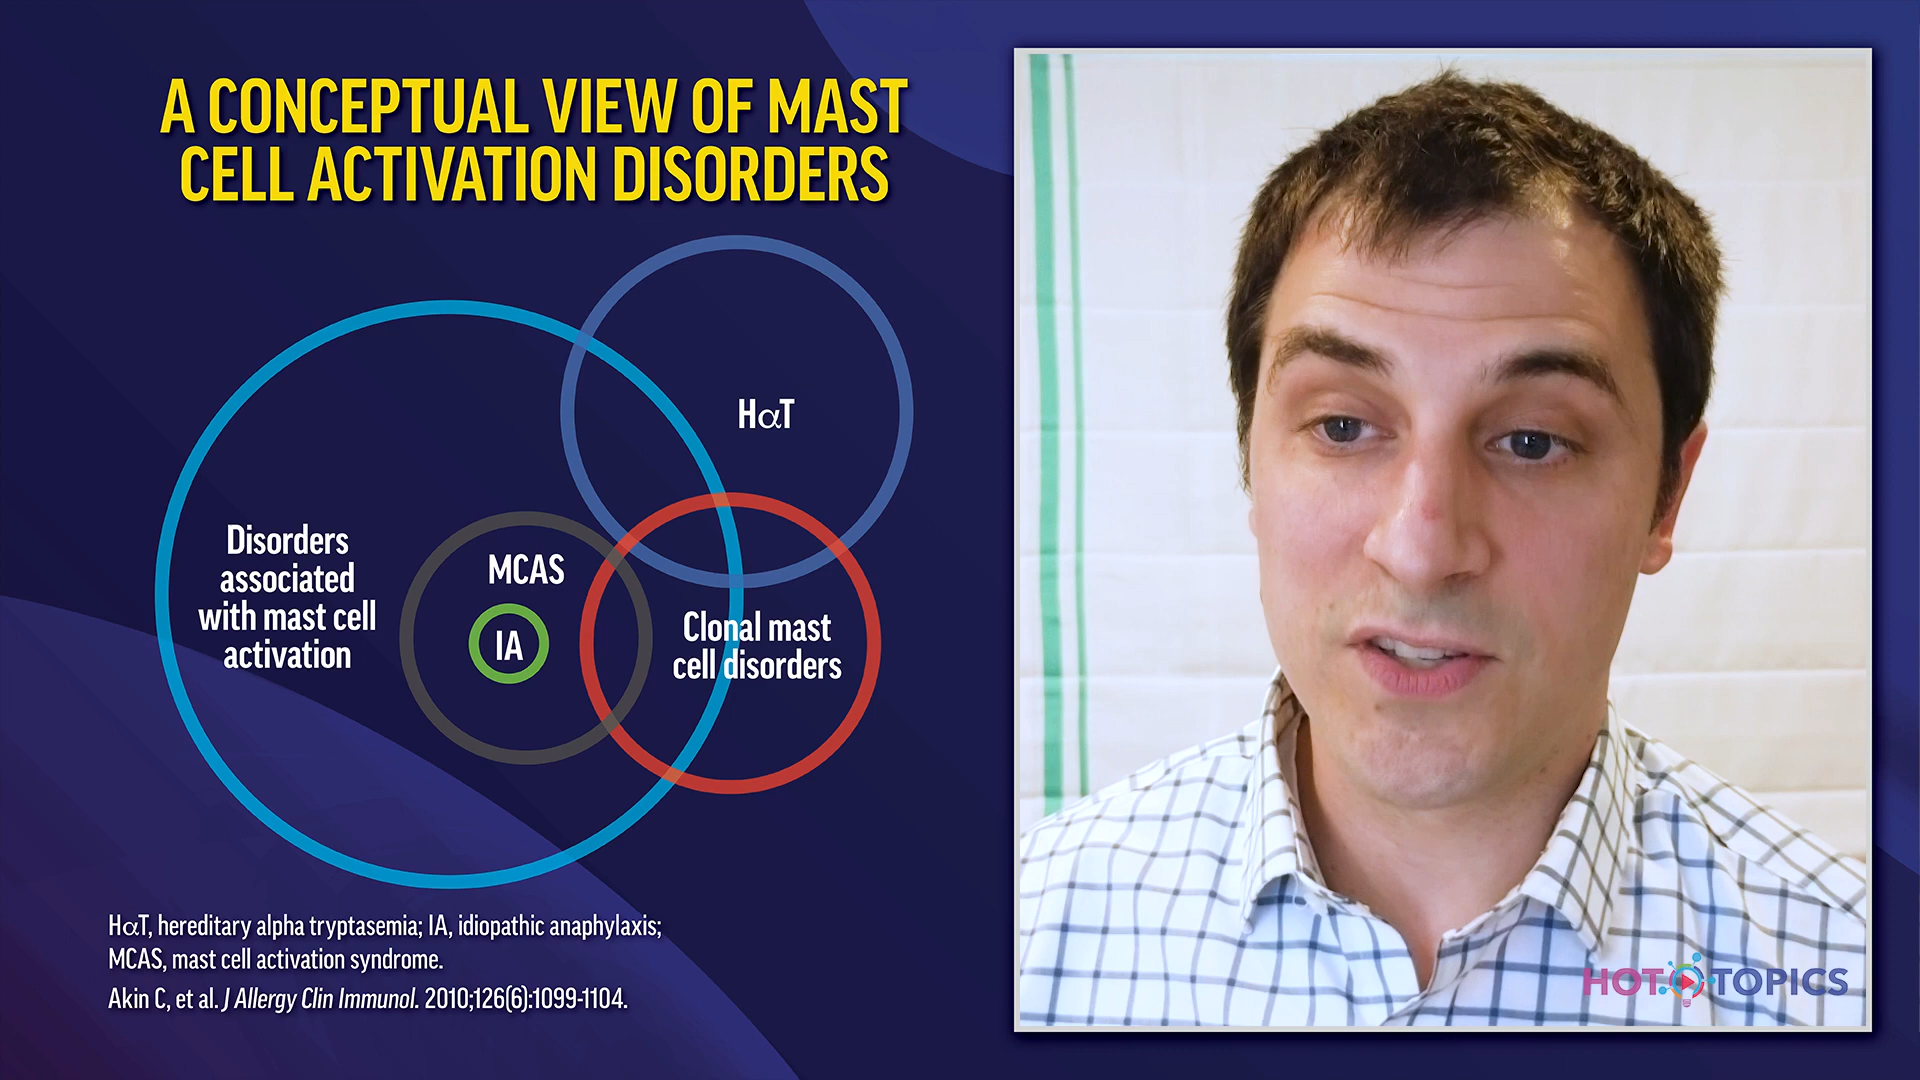 A CONCEPTUAL VIEW OF MAST
CELL ACTIVATION DISORDERS
HαT
Disorders
associated
with mast cell
activation
MCAS
IA
Clonal mast
cell disorders
HαT, hereditary alpha tryptasemia; IA, idiopathic anaphylaxis;
MCAS, mast cell activation syndrome.
Akin C, et al. J Allergy Clin Immunol. 2010;126(6):1099-1104.
HOT TOPICS